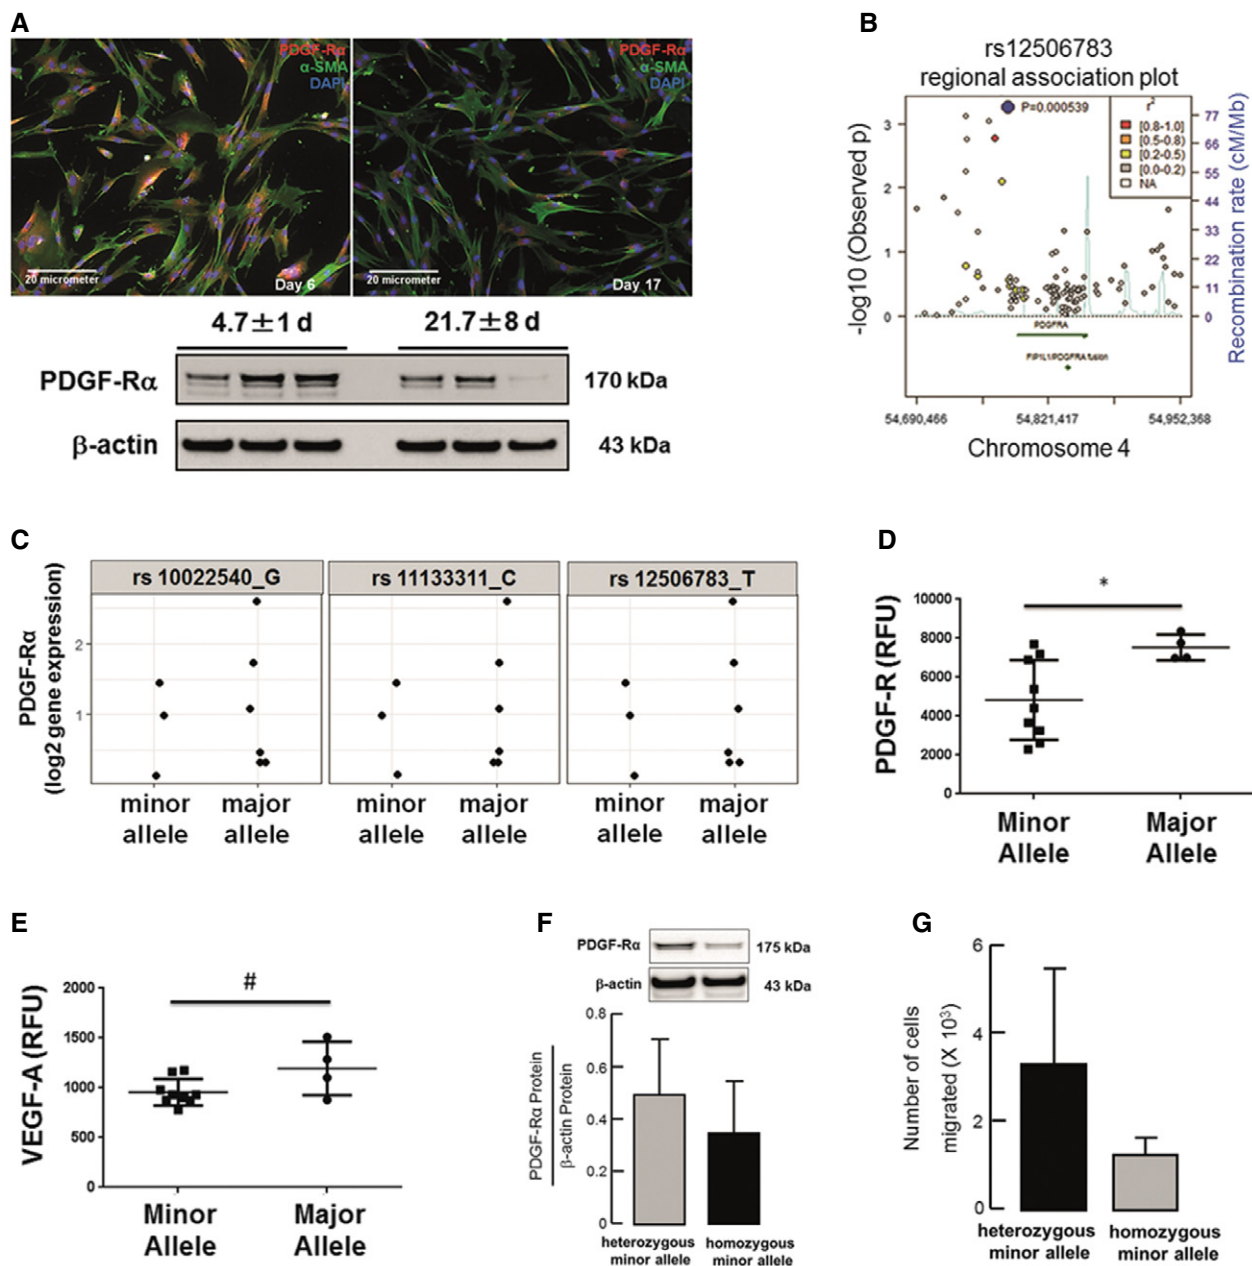 A
PDGF-Rα
α-SMA
DAPI
20 micrometer
Day 6
PDGF-Rα
α-SMA
DAPI
20 micrometer
Day 17
4.7±1 d
21.7±8 d
PDGF-Rα
170 kDa
β-actin
43 kDa
B
rs12506783
regional association plot
P=0.000539
r²
[0.8-1.0]
[0.5-0.8)
[0.2-0.5)
[0.0-0.2)
NA
-log10 (Observed p)
3
2
1
0
77
66
55
44
33
22
11
0
Recombination rate (cM/Mb)
PDGFRA
FIP1L1/PDGFRA fusion
54,690,466
54,821,417
54,952,368
Chromosome 4
C
rs 10022540_G
rs 11133311_C
rs 12506783_T
PDGF-Rα
(log2 gene expression)
2
1
minor
allele
major
allele
minor
allele
major
allele
minor
allele
major
allele
D
*
PDGF-R (RFU)
10000
8000
6000
4000
2000
0
Minor
Allele
Major
Allele
E
#
VEGF-A (RFU)
2000
1500
1000
500
0
Minor
Allele
Major
Allele
F
PDGF-Rα
175 kDa
β-actin
43 kDa
PDGF-Rα Protein
β-actin Protein
0.8
0.6
0.4
0.2
0
heterozygous
minor allele
homozygous
minor allele
G
Number of cells
migrated (X 10³)
6
4
2
0
heterozygous
minor allele
homozygous
minor allele